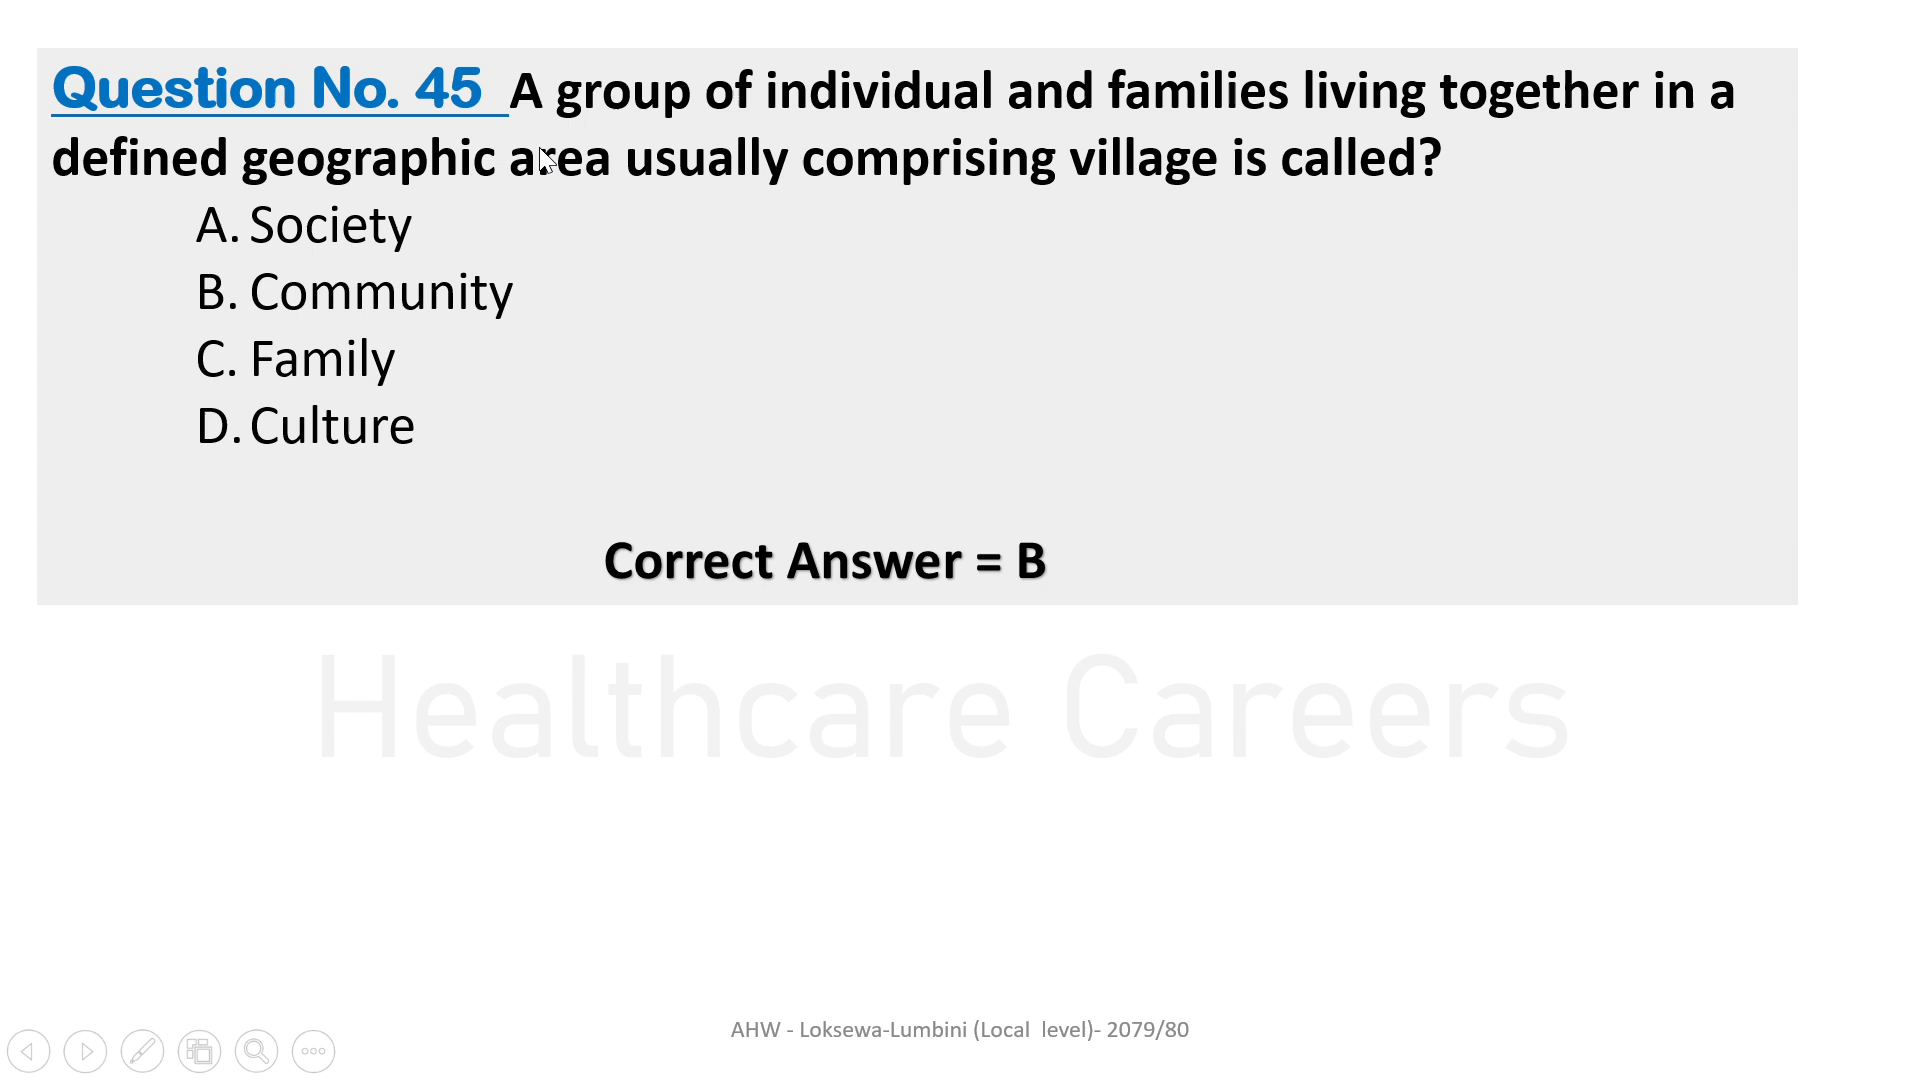 Question No. 45 A group of individual and families living together in a
defined geographic area usually comprising village is called?
A. Society
B. Community
C. Family
D. Culture
Correct Answer = B
Healthcare Careers
AHW - Loksewa-Lumbini (Local level)- 2079/80